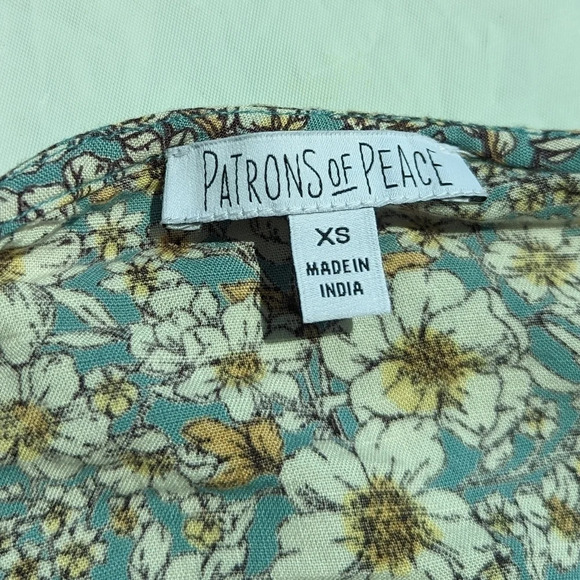 PATRONS OF PEACE
XS
MADE IN
INDIA